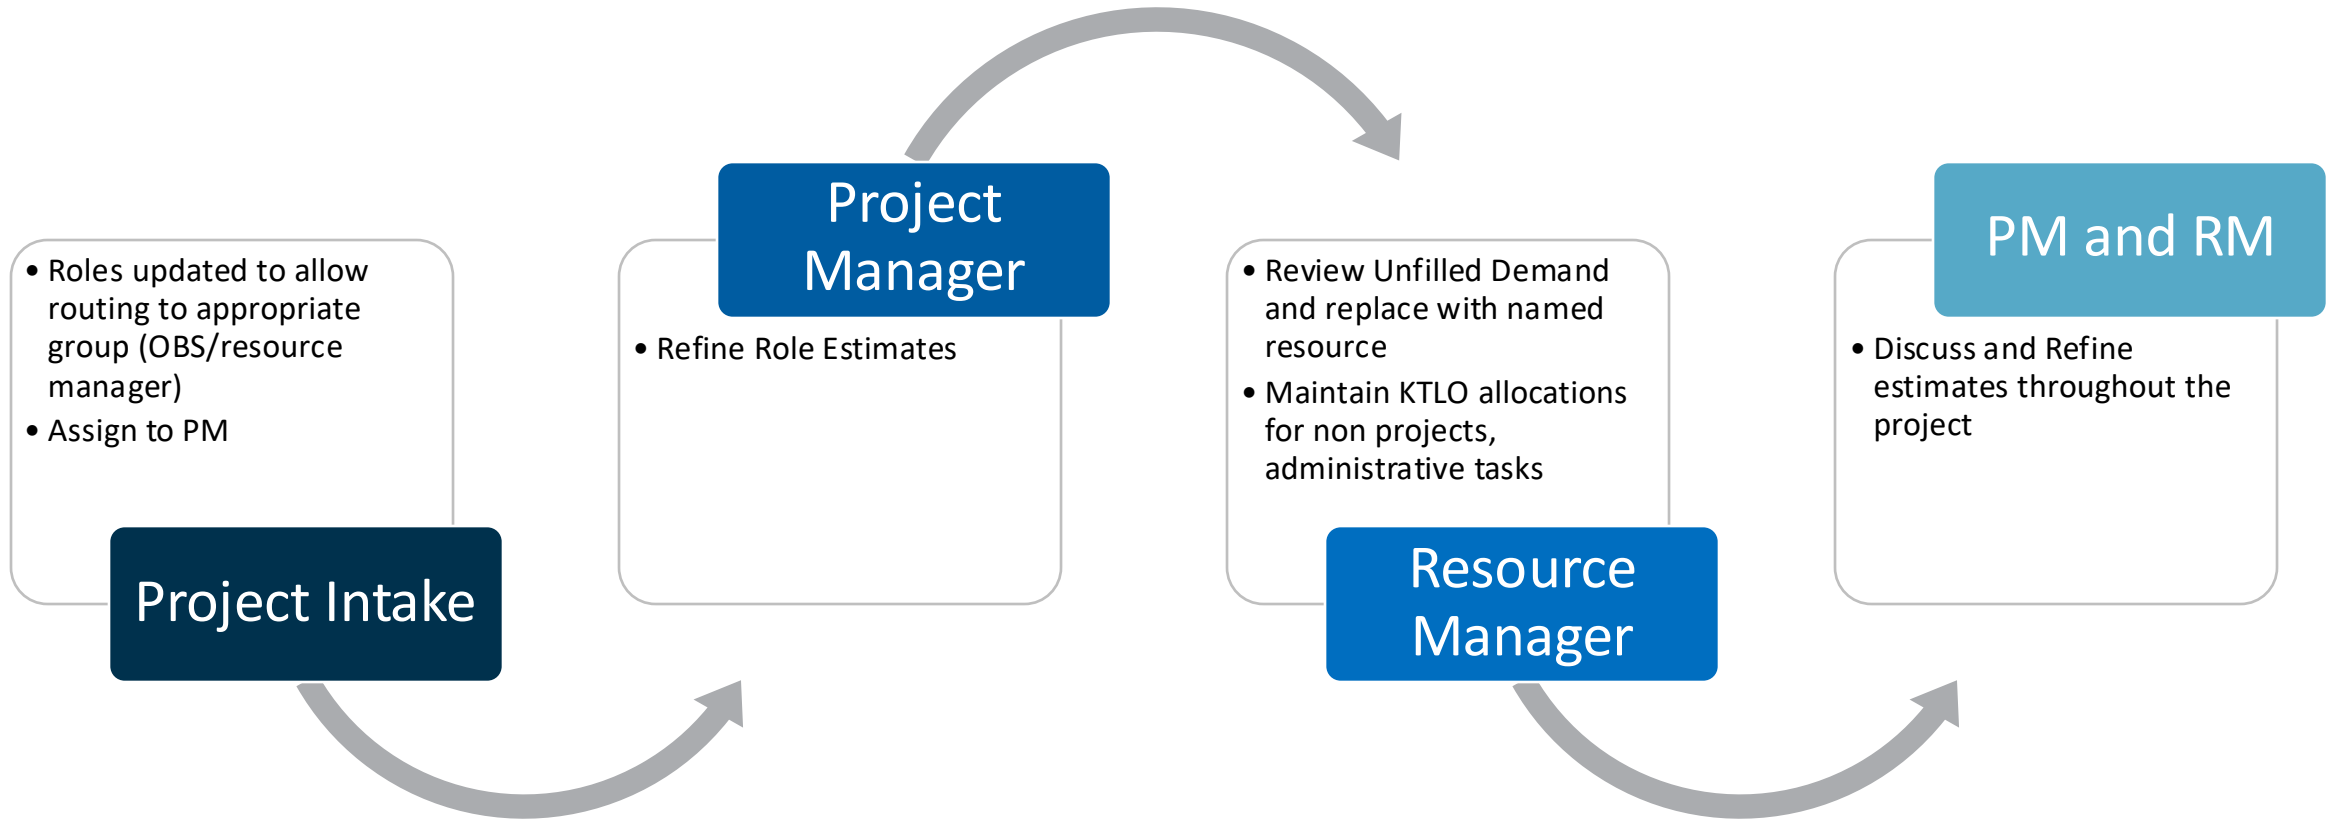 • Roles updated to allow
routing to appropriate
group (OBS/resource
manager)
• Assign to PM
Project Intake
Project
Manager
• Refine Role Estimates
• Review Unfilled Demand
and replace with named
resource
• Maintain KTLO allocations
for non projects,
administrative tasks
Resource
Manager
PM and RM
• Discuss and Refine
estimates throughout the
project